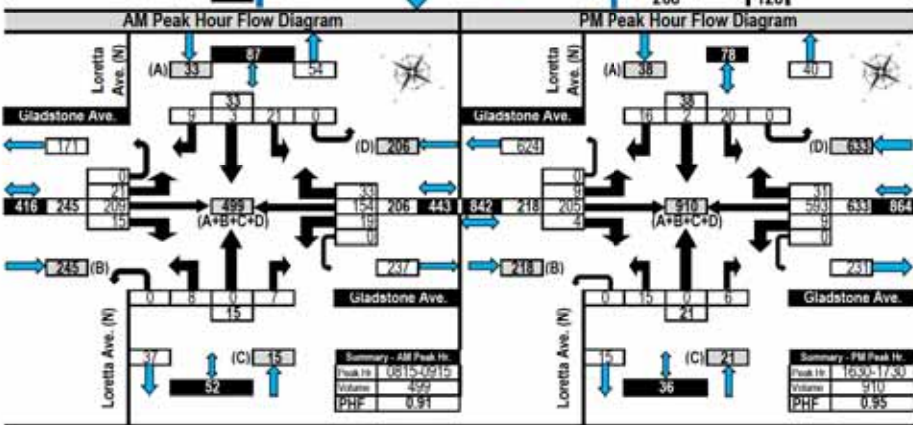 AM Peak Hour Flow Diagram
Loretta Ave. (N)
(A) 33
87
54
33
9 3 21 0
Gladstone Ave.
171
(D) 206
0
21
416 245 209
15
499
(A+B+C+D)
33
154 206 443
19
0
245 (B)
237
0 8 0 7
15
Gladstone Ave.
Loretta Ave. (N)
37
(C) 15
52
Summary - AM Peak Hr.
Peak Hr. 0815-0915
Volume 499
PHF 0.91
PM Peak Hour Flow Diagram
Loretta Ave. (N)
(A) 38
78
40
38
16 2 20 0
Gladstone Ave.
624
(D) 633
0
9
842 218 205
4
910
(A+B+C+D)
31
593 633 864
9
0
218 (B)
231
0 15 0 6
21
Gladstone Ave.
Loretta Ave. (N)
15
(C) 21
36
Summary - PM Peak Hr.
Peak Hr. 1630-1730
Volume 910
PHF 0.95